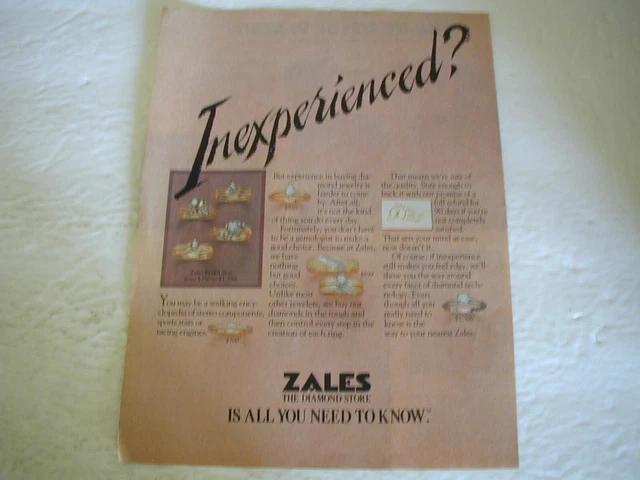 Inexperienced?
You may be a walking ency-
clopedia of stereo components,
sports stats or
racing engines.
But experience in buying dia-
mond jewelry is
harder to come
by. After all,
it's not the kind
of thing you do every day.
Fortunately, you don't have
to be a gemologist to make a
good choice. Because at Zales,
we have
nothing
but good
choices.
Unlike most
other jewelers, we buy our
diamonds in the rough and
then control every step in the
creation of each ring.
That means we're sure of
the quality. Sure enough to
back it with our promise of a
full refund for
90 days if you're
not completely
satisfied.
That sets your mind at ease,
now doesn't it.
Of course, if inexperience
still makes you feel edgy, we'll
show you the way around
every facet of diamond tech-
nology. Even
though all you
really need to
know is the
way to your nearest Zales.
ZALES
THE DIAMOND STORE
IS ALL YOU NEED TO KNOW.